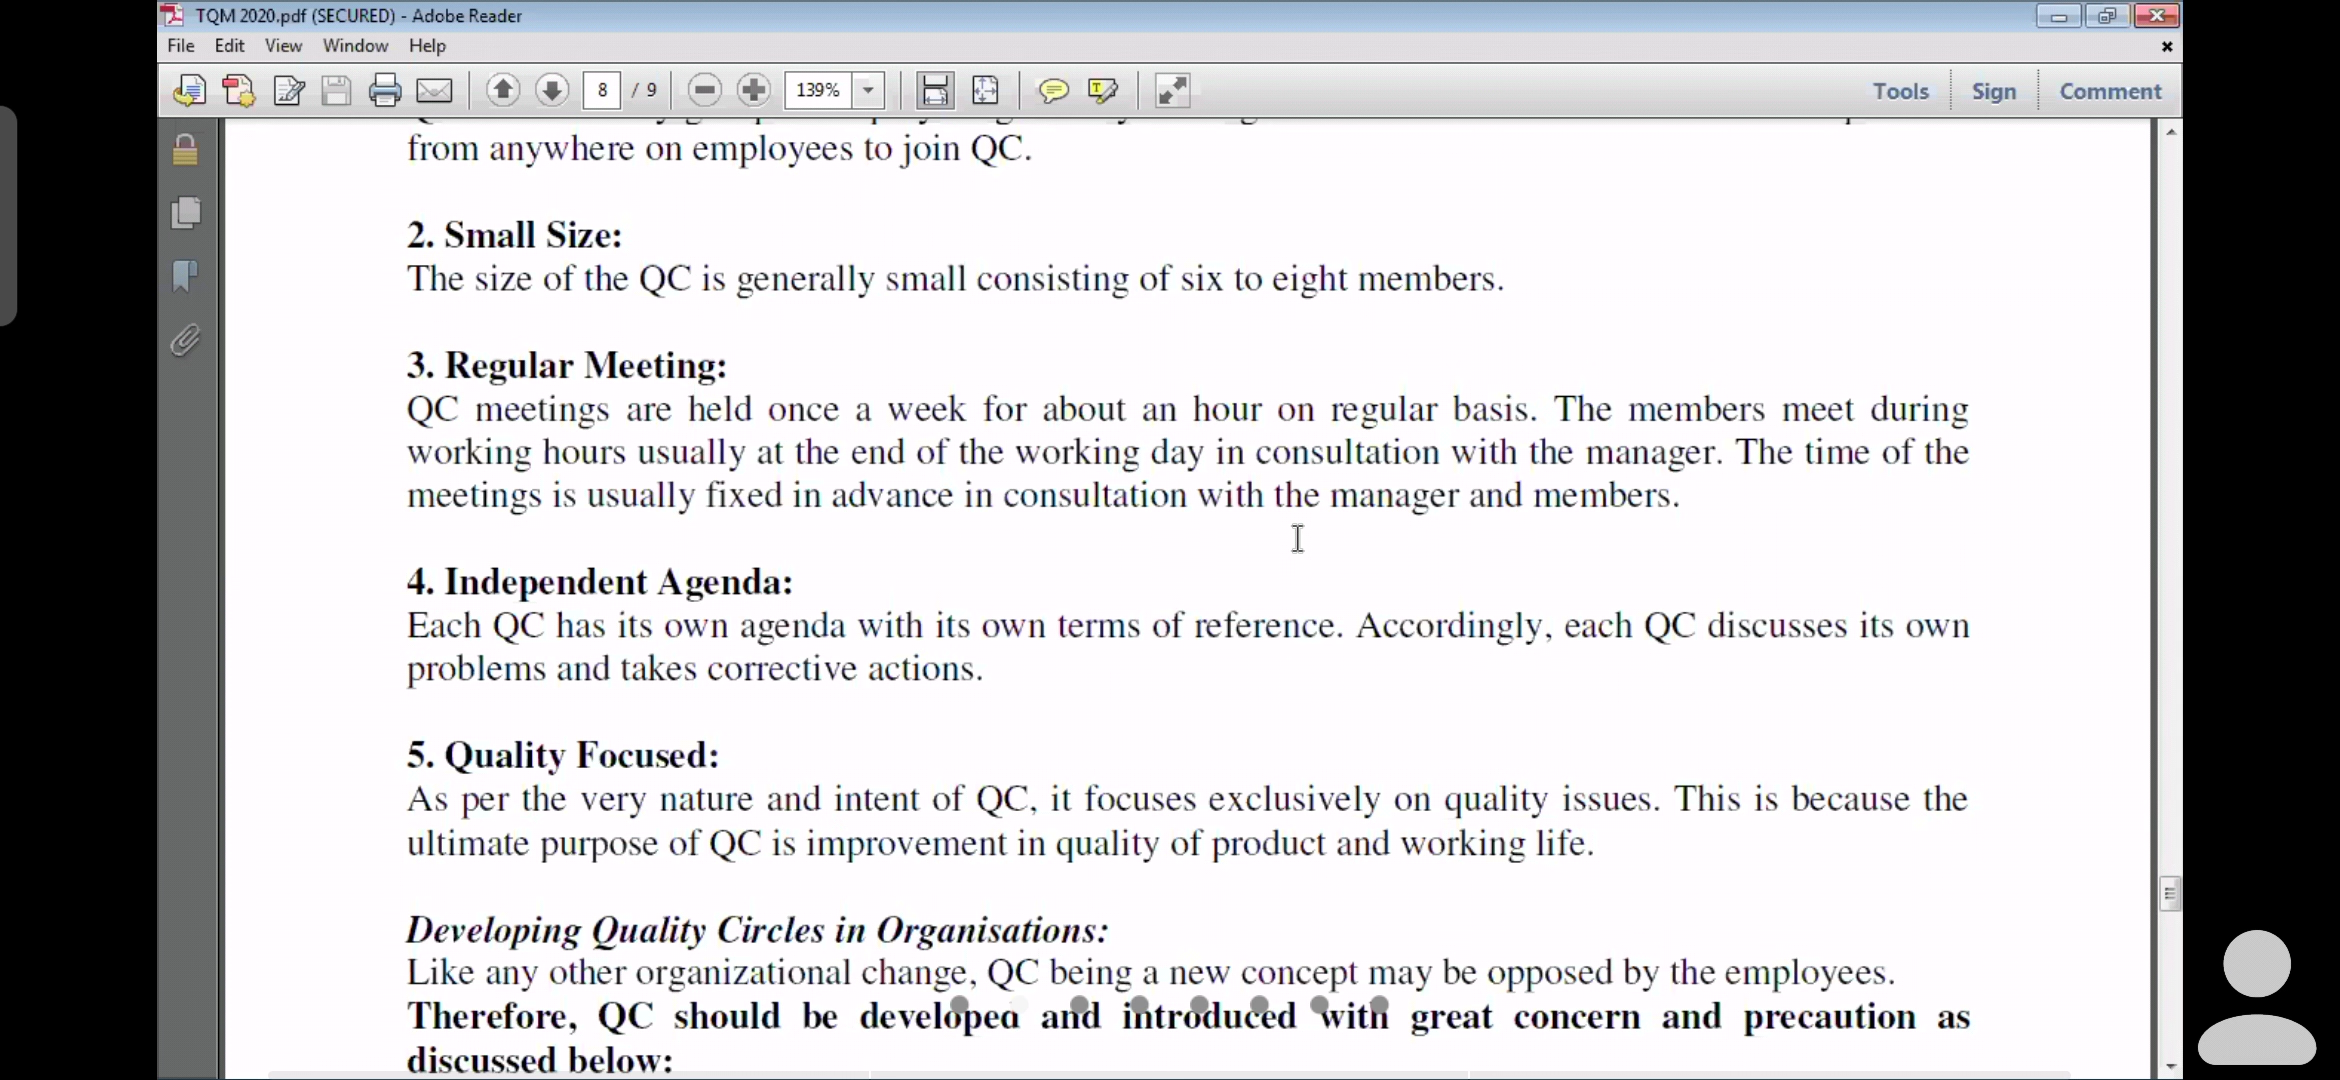 TQM 2020.pdf (SECURED) - Adobe Reader
File Edit View Window Help
8 / 9 139% Tools Sign Comment
from anywhere on employees to join QC.
2. Small Size:
The size of the QC is generally small consisting of six to eight members.
3. Regular Meeting:
QC meetings are held once a week for about an hour on regular basis. The members meet during
working hours usually at the end of the working day in consultation with the manager. The time of the
meetings is usually fixed in advance in consultation with the manager and members.
4. Independent Agenda:
Each QC has its own agenda with its own terms of reference. Accordingly, each QC discusses its own
problems and takes corrective actions.
5. Quality Focused:
As per the very nature and intent of QC, it focuses exclusively on quality issues. This is because the
ultimate purpose of QC is improvement in quality of product and working life.
Developing Quality Circles in Organisations:
Like any other organizational change, QC being a new concept may be opposed by the employees.
Therefore, QC should be developed and introduced with great concern and precaution as
discussed below: